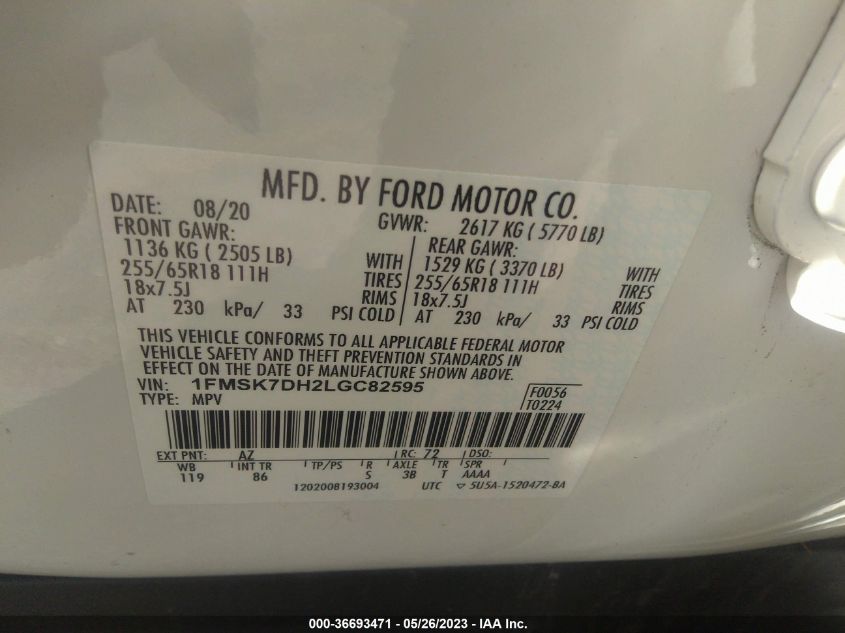 MFD. BY FORD MOTOR CO.
DATE: 08/20 GVWR: 2617 KG ( 5770 LB)
FRONT GAWR: REAR GAWR:
1136 KG ( 2505 LB) WITH 1529 KG ( 3370 LB) WITH
255/65R18 111H TIRES 255/65R18 111H TIRES
18x7.5J RIMS 18x7.5J RIMS
AT 230 kPa/ 33 PSI COLD AT 230 kPa/ 33 PSI COLD
THIS VEHICLE CONFORMS TO ALL APPLICABLE FEDERAL MOTOR
VEHICLE SAFETY AND THEFT PREVENTION STANDARDS IN
EFFECT ON THE DATE OF MANUFACTURE SHOWN ABOVE.
VIN: 1FMSK7DH2LGC82595 F0056
TYPE: MPV T0224
EXT PNT: AZ RC: 72 DSO:
WB INT TR TP/PS R AXLE TR SPR
119 86 S 3B T AAAA
1202008193004 UTC ▽ 5U5A-1520472-BA
000-36693471 — 05/26/2023 — IAA Inc.